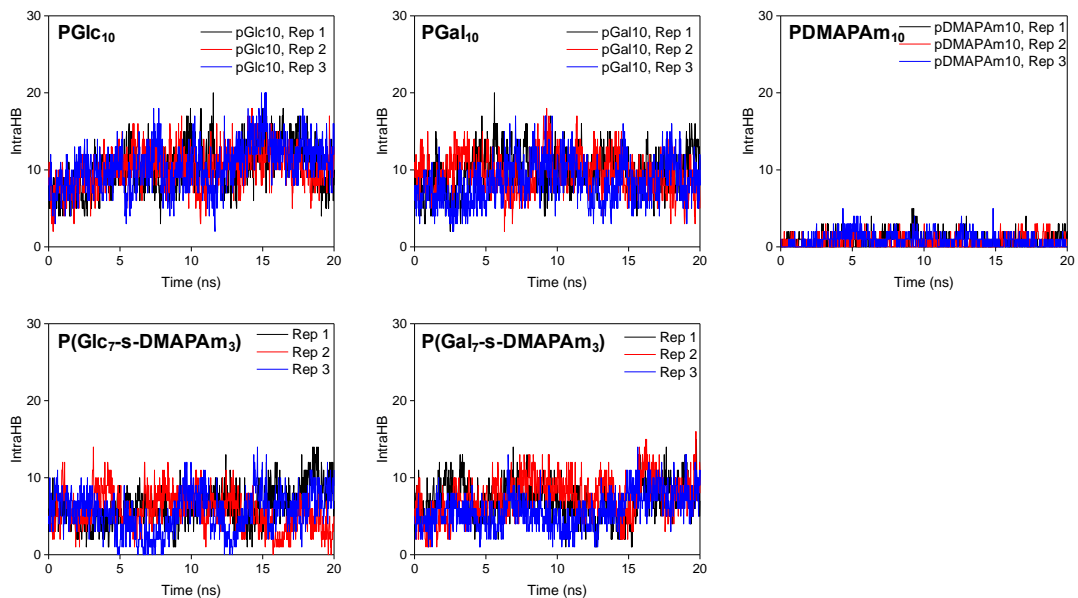 PGlc₁₀
pGlc10, Rep 1
pGlc10, Rep 2
pGlc10, Rep 3
IntraHB
30
20
10
0
0 5 10 15 20
Time (ns)
PGal₁₀
pGal10, Rep 1
pGal10, Rep 2
pGal10, Rep 3
IntraHB
30
20
10
0
0 5 10 15 20
Time (ns)
PDMAPAm₁₀
pDMAPAm10, Rep 1
pDMAPAm10, Rep 2
pDMAPAm10, Rep 3
IntraHB
30
20
10
0
0 5 10 15 20
Time (ns)
P(Glc₇-s-DMAPAm₃)
Rep 1
Rep 2
Rep 3
IntraHB
30
20
10
0
0 5 10 15 20
Time (ns)
P(Gal₇-s-DMAPAm₃)
Rep 1
Rep 2
Rep 3
IntraHB
30
20
10
0
0 5 10 15 20
Time (ns)